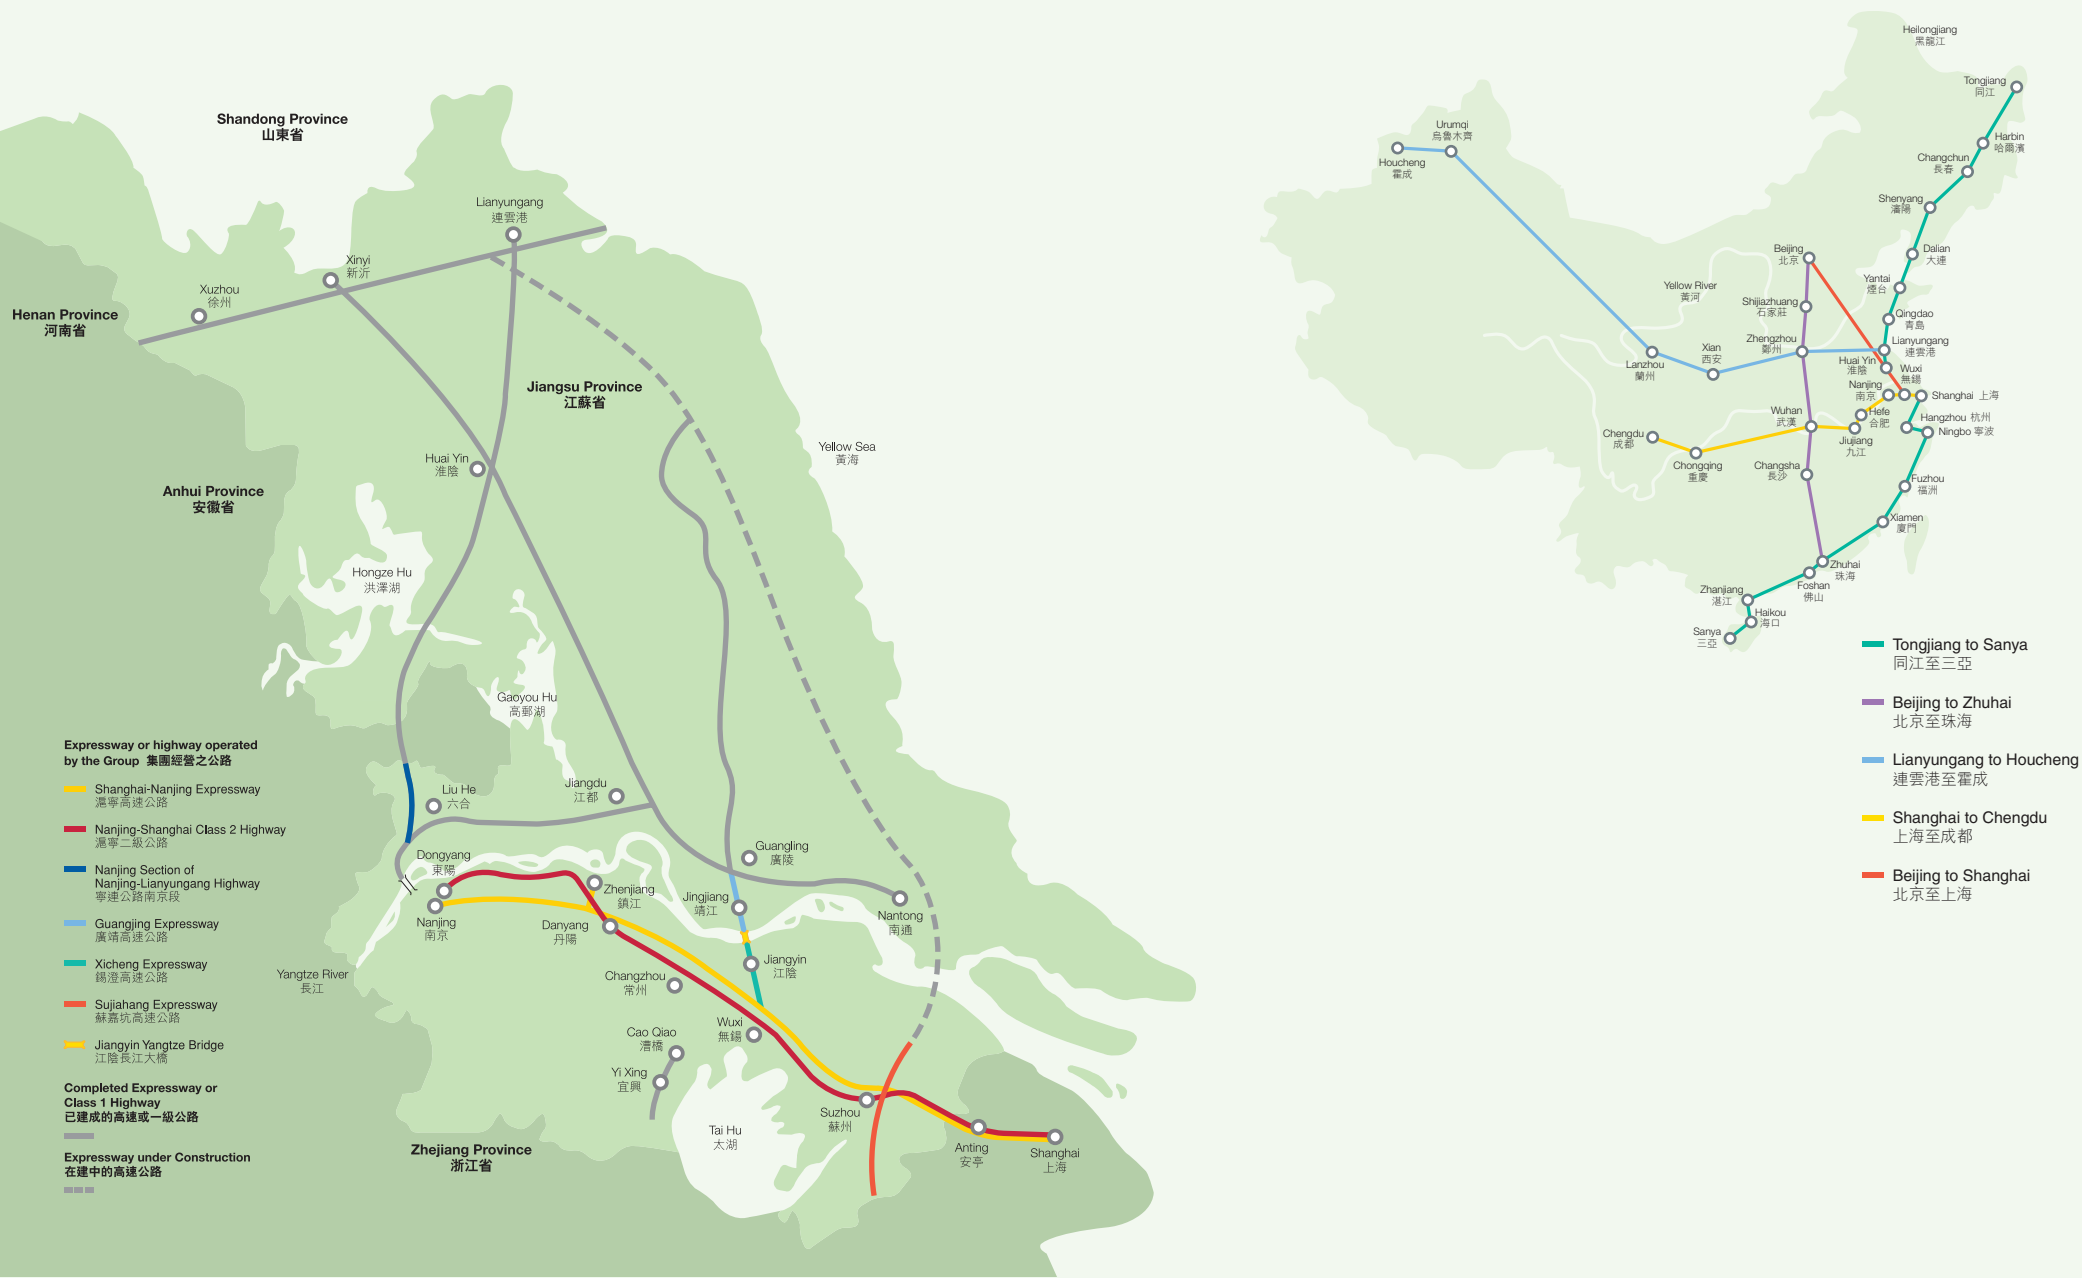 Shandong Province
山東省
Lianyungang
連雲港
Xinyi
新沂
Xuzhou
徐州
Henan Province
河南省
Jiangsu Province
江蘇省
Yellow Sea
黃海
Huai Yin
淮陰
Anhui Province
安徽省
Hongze Hu
洪澤湖
Gaoyou Hu
高郵湖
Jiangdu
江都
Liu He
六合
Dongyang
東陽
Guangling
廣陵
Zhenjiang
鎮江
Jingjiang
靖江
Nanjing
南京
Danyang
丹陽
Nantong
南通
Jiangyin
江陰
Yangtze River
長江
Changzhou
常州
Wuxi
無錫
Cao Qiao
漕橋
Yi Xing
宜興
Suzhou
蘇州
Tai Hu
太湖
Anting
安亭
Shanghai
上海
Zhejiang Province
浙江省
Expressway or highway operated
by the Group 集團經營之公路
Shanghai-Nanjing Expressway
滬寧高速公路
Nanjing-Shanghai Class 2 Highway
滬寧二級公路
Nanjing Section of
Nanjing-Lianyungang Highway
寧連公路南京段
Guangjing Expressway
廣靖高速公路
Xicheng Expressway
錫澄高速公路
Sujiahang Expressway
蘇嘉坑高速公路
Jiangyin Yangtze Bridge
江陰長江大橋
Completed Expressway or
Class 1 Highway
已建成的高速或一級公路
Expressway under Construction
在建中的高速公路
Heilongjiang
黑龍江
Tongjiang
同江
Harbin
哈爾濱
Changchun
長春
Shenyang
瀋陽
Dalian
大連
Yantai
煙台
Qingdao
青島
Lianyungang
連雲港
Urumqi
烏魯木齊
Houcheng
霍成
Beijing
北京
Yellow River
黃河
Shijiazhuang
石家莊
Zhengzhou
鄭州
Xian
西安
Lanzhou
蘭州
Huai Yin
淮陰
Wuxi
無錫
Nanjing
南京
Shanghai 上海
Hefe
合肥
Hangzhou 杭州
Ningbo 寧波
Wuhan
武漢
Jiujiang
九江
Chengdu
成都
Chongqing
重慶
Changsha
長沙
Fuzhou
福洲
Xiamen
廈門
Zhuhai
珠海
Foshan
佛山
Zhanjiang
湛江
Haikou
海口
Sanya
三亞
Tongjiang to Sanya
同江至三亞
Beijing to Zhuhai
北京至珠海
Lianyungang to Houcheng
連雲港至霍成
Shanghai to Chengdu
上海至成都
Beijing to Shanghai
北京至上海